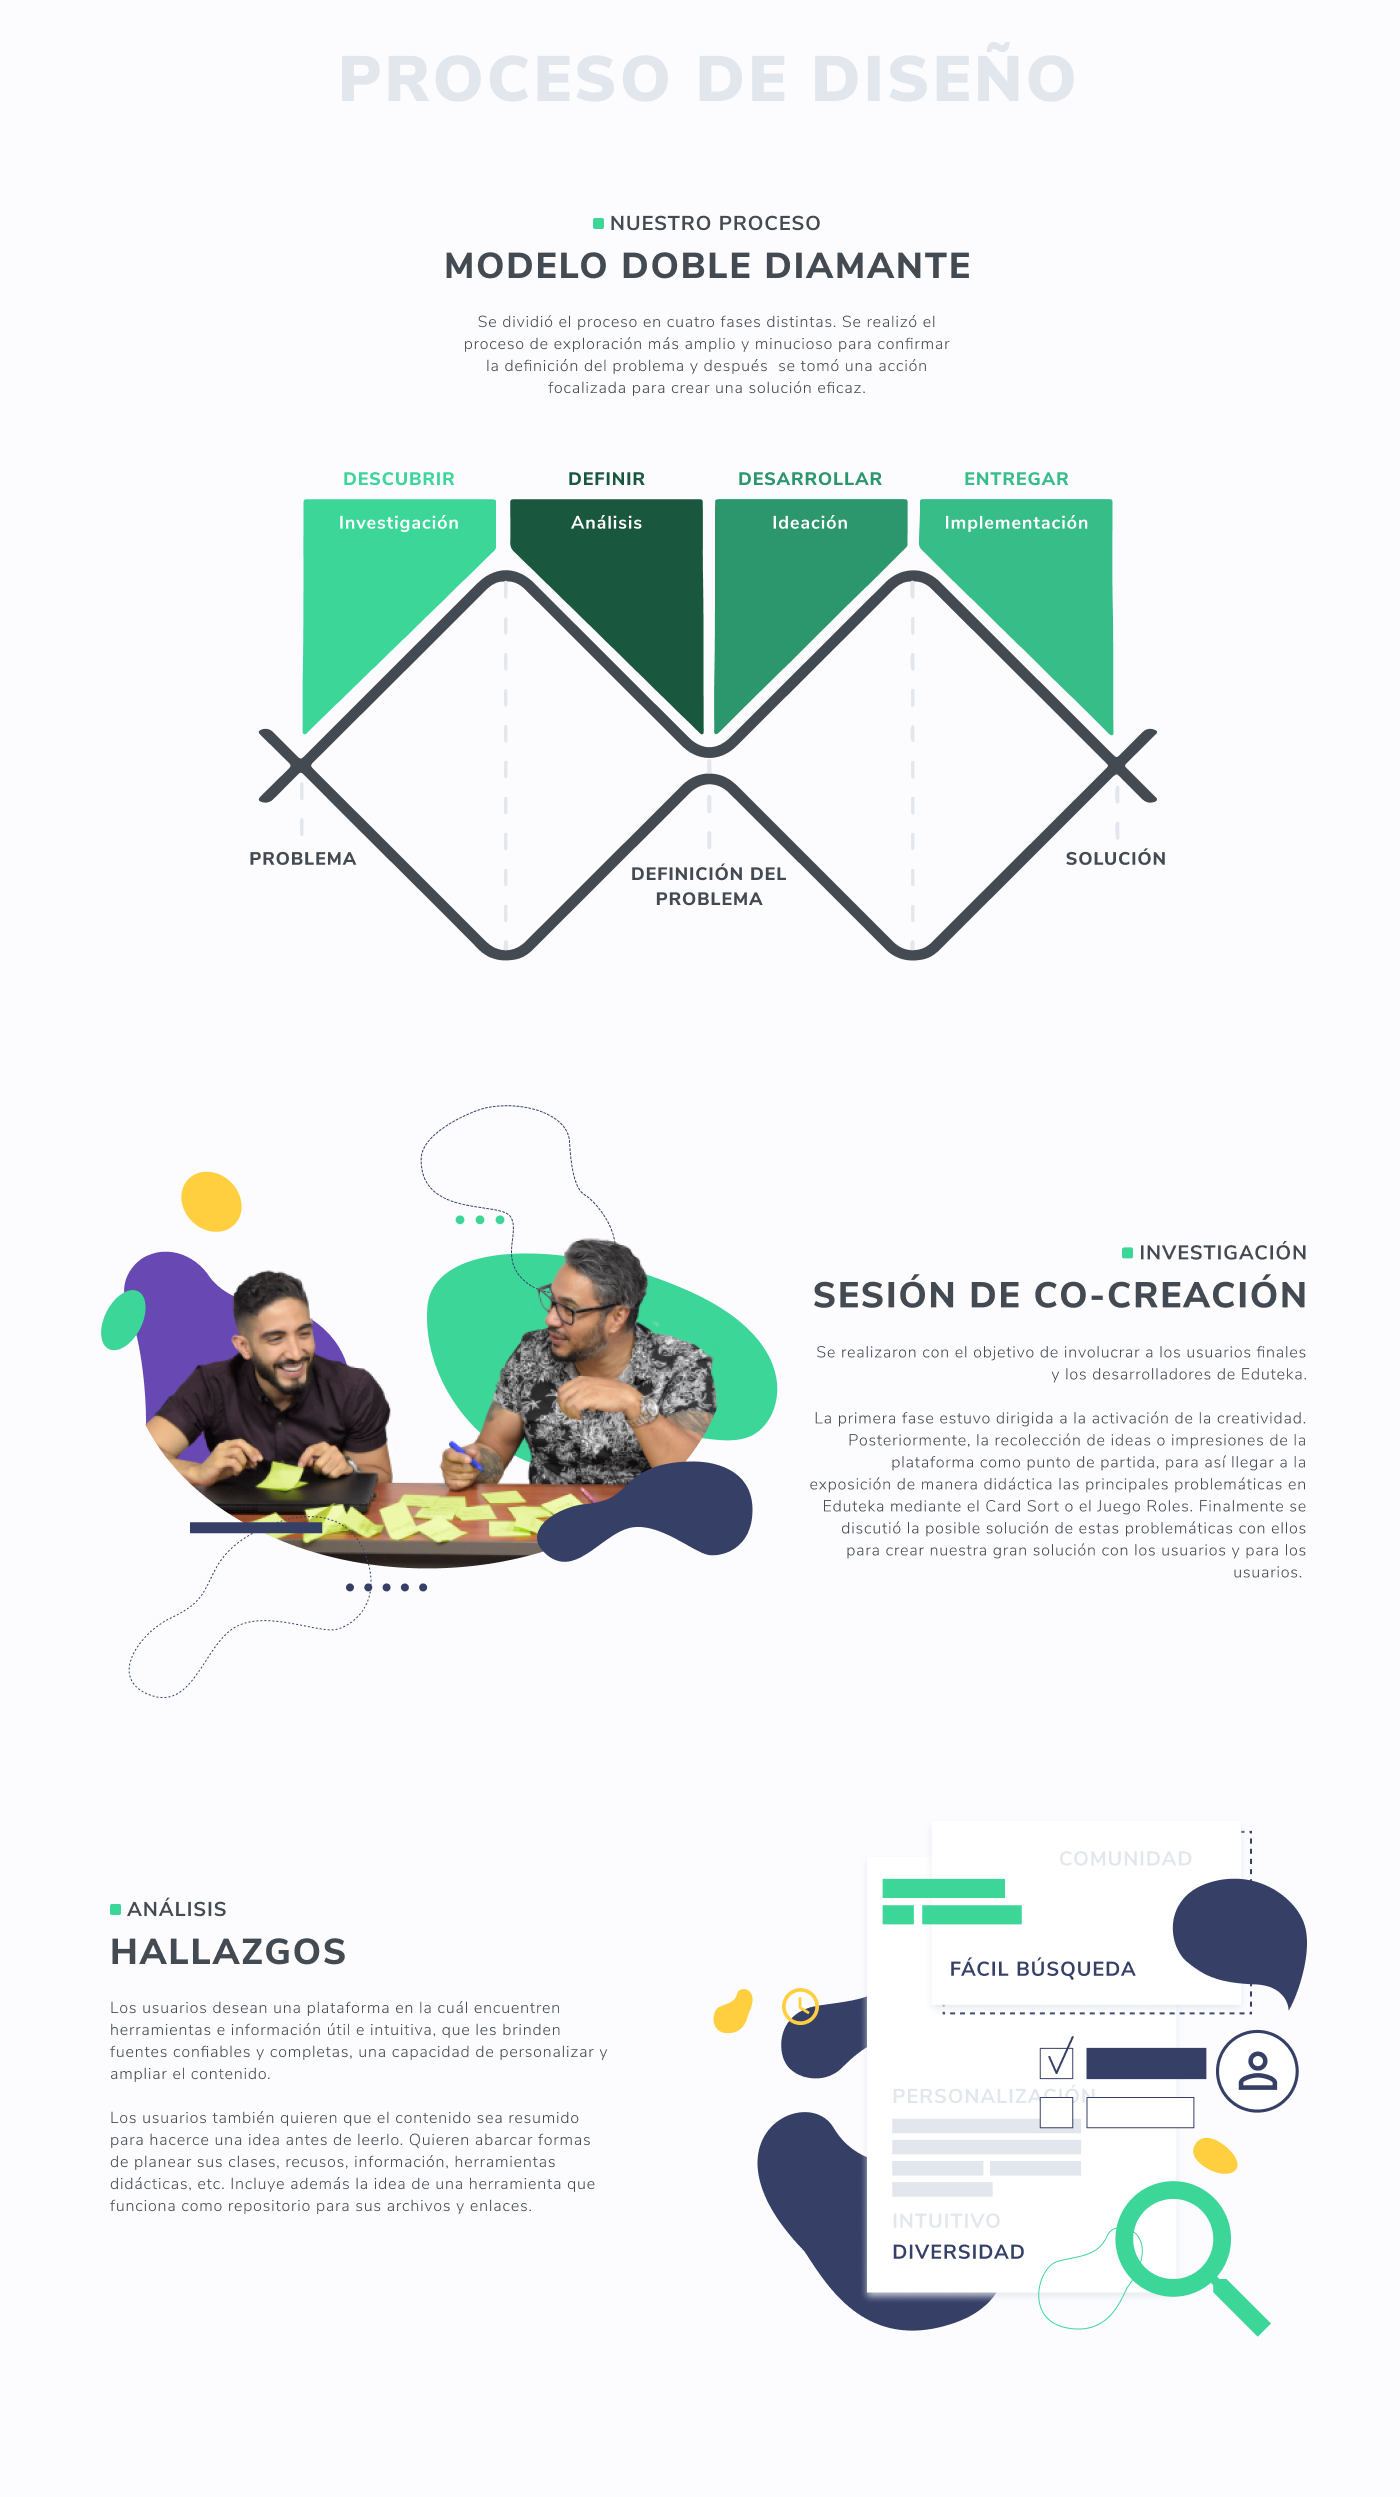 PROCESO DE DISEÑO
NUESTRO PROCESO
MODELO DOBLE DIAMANTE
Se dividió el proceso en cuatro fases distintas. Se realizó el
proceso de exploración más amplio y minucioso para confirmar
la definición del problema y después  se tomó una acción
focalizada para crear una solución eficaz.
DESCUBRIR
DEFINIR
DESARROLLAR
ENTREGAR
Investigación
Análisis
Ideación
Implementación
PROBLEMA
DEFINICIÓN DEL
PROBLEMA
SOLUCIÓN
INVESTIGACIÓN
SESIÓN DE CO-CREACIÓN
Se realizaron con el objetivo de involucrar a los usuarios finales
y los desarrolladores de Eduteka.
La primera fase estuvo dirigida a la activación de la creatividad.
Posteriormente, la recolección de ideas o impresiones de la
plataforma como punto de partida, para así llegar a la
exposición de manera didáctica las principales problemáticas en
Eduteka mediante el Card Sort o el Juego Roles. Finalmente se
discutió la posible solución de estas problemáticas con ellos
para crear nuestra gran solución con los usuarios y para los
usuarios.
ANÁLISIS
HALLAZGOS
Los usuarios desean una plataforma en la cuál encuentren
herramientas e información útil e intuitiva, que les brinden
fuentes confiables y completas, una capacidad de personalizar y
ampliar el contenido.
Los usuarios también quieren que el contenido sea resumido
para hacerce una idea antes de leerlo. Quieren abarcar formas
de planear sus clases, recusos, información, herramientas
didácticas, etc. Incluye además la idea de una herramienta que
funciona como repositorio para sus archivos y enlaces.
COMUNIDAD
FÁCIL BÚSQUEDA
PERSONALIZACIÓN
INTUITIVO
DIVERSIDAD